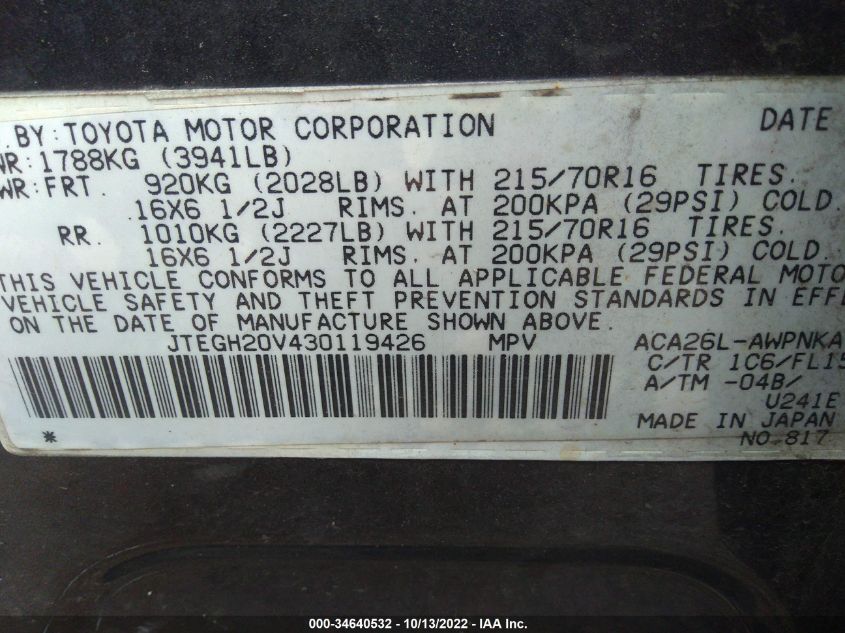 . BY: TOYOTA MOTOR CORPORATION DATE
WR: 1788KG (3941LB)
WR: FRT. 920KG (2028LB) WITH 215/70R16 TIRES.
16X6 1/2J RIMS. AT 200KPA (29PSI) COLD.
RR. 1010KG (2227LB) WITH 215/70R16 TIRES.
16X6 1/2J RIMS. AT 200KPA (29PSI) COLD.
THIS VEHICLE CONFORMS TO ALL APPLICABLE FEDERAL MOTO
VEHICLE SAFETY AND THEFT PREVENTION STANDARDS IN EFFE
ON THE DATE OF MANUFACTURE SHOWN ABOVE.
JTEGH20V430119426 MPV ACA26L-AWPNKA
C/TR 1C6/FL15
A/TM -04B/
U241E
MADE IN JAPAN
* NO.817
000-34640532 - 10/13/2022 - IAA Inc.